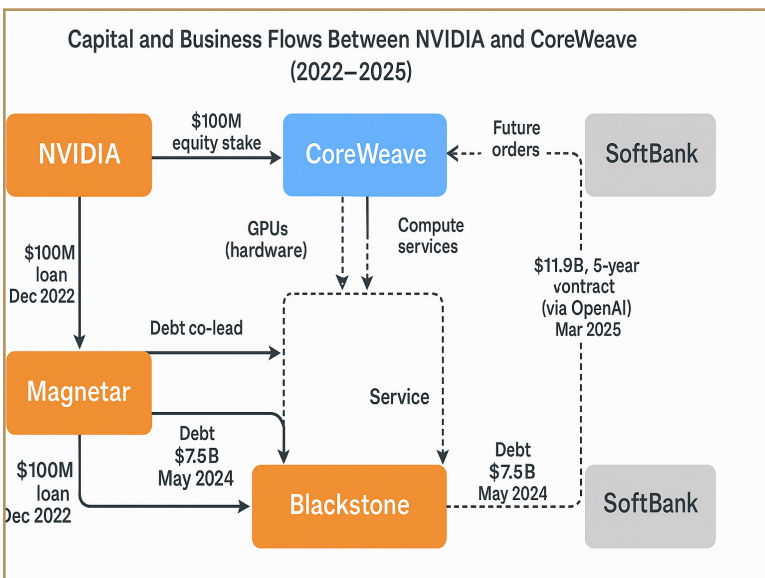 Capital and Business Flows Between NVIDIA and CoreWeave
(2022–2025)
NVIDIA
$100M
equity stake
CoreWeave
Future
orders
SoftBank
GPUs
(hardware)
Compute
services
$100M
loan
Dec 2022
$11.9B, 5-year
vontract
(via OpenAI)
Mar 2025
Debt co-lead
Magnetar
Service
Debt
$7.5B
May 2024
Debt
$7.5B
May 2024
$100M
loan
Dec 2022
Blackstone
SoftBank